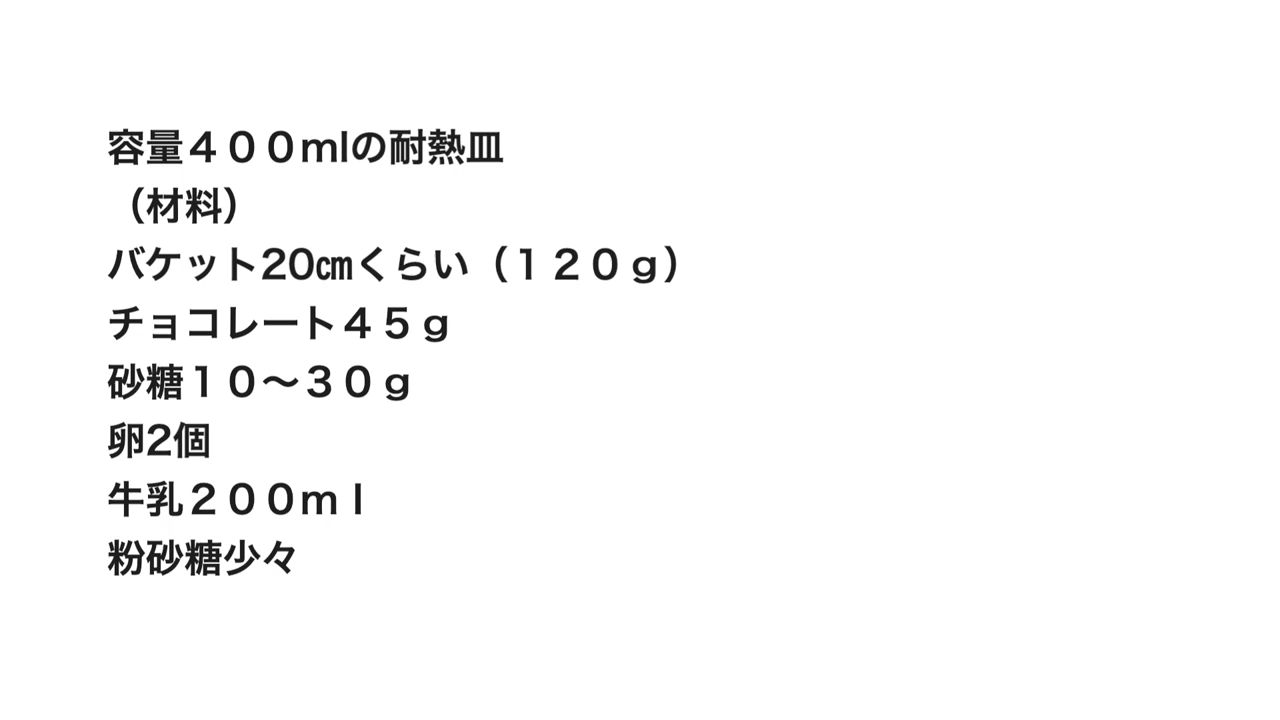 容量４００mlの耐熱皿
（材料）
バケット20㎝くらい（１２０ｇ）
チョコレート４５ｇ
砂糖１０〜３０ｇ
卵2個
牛乳２００ｍｌ
粉砂糖少々